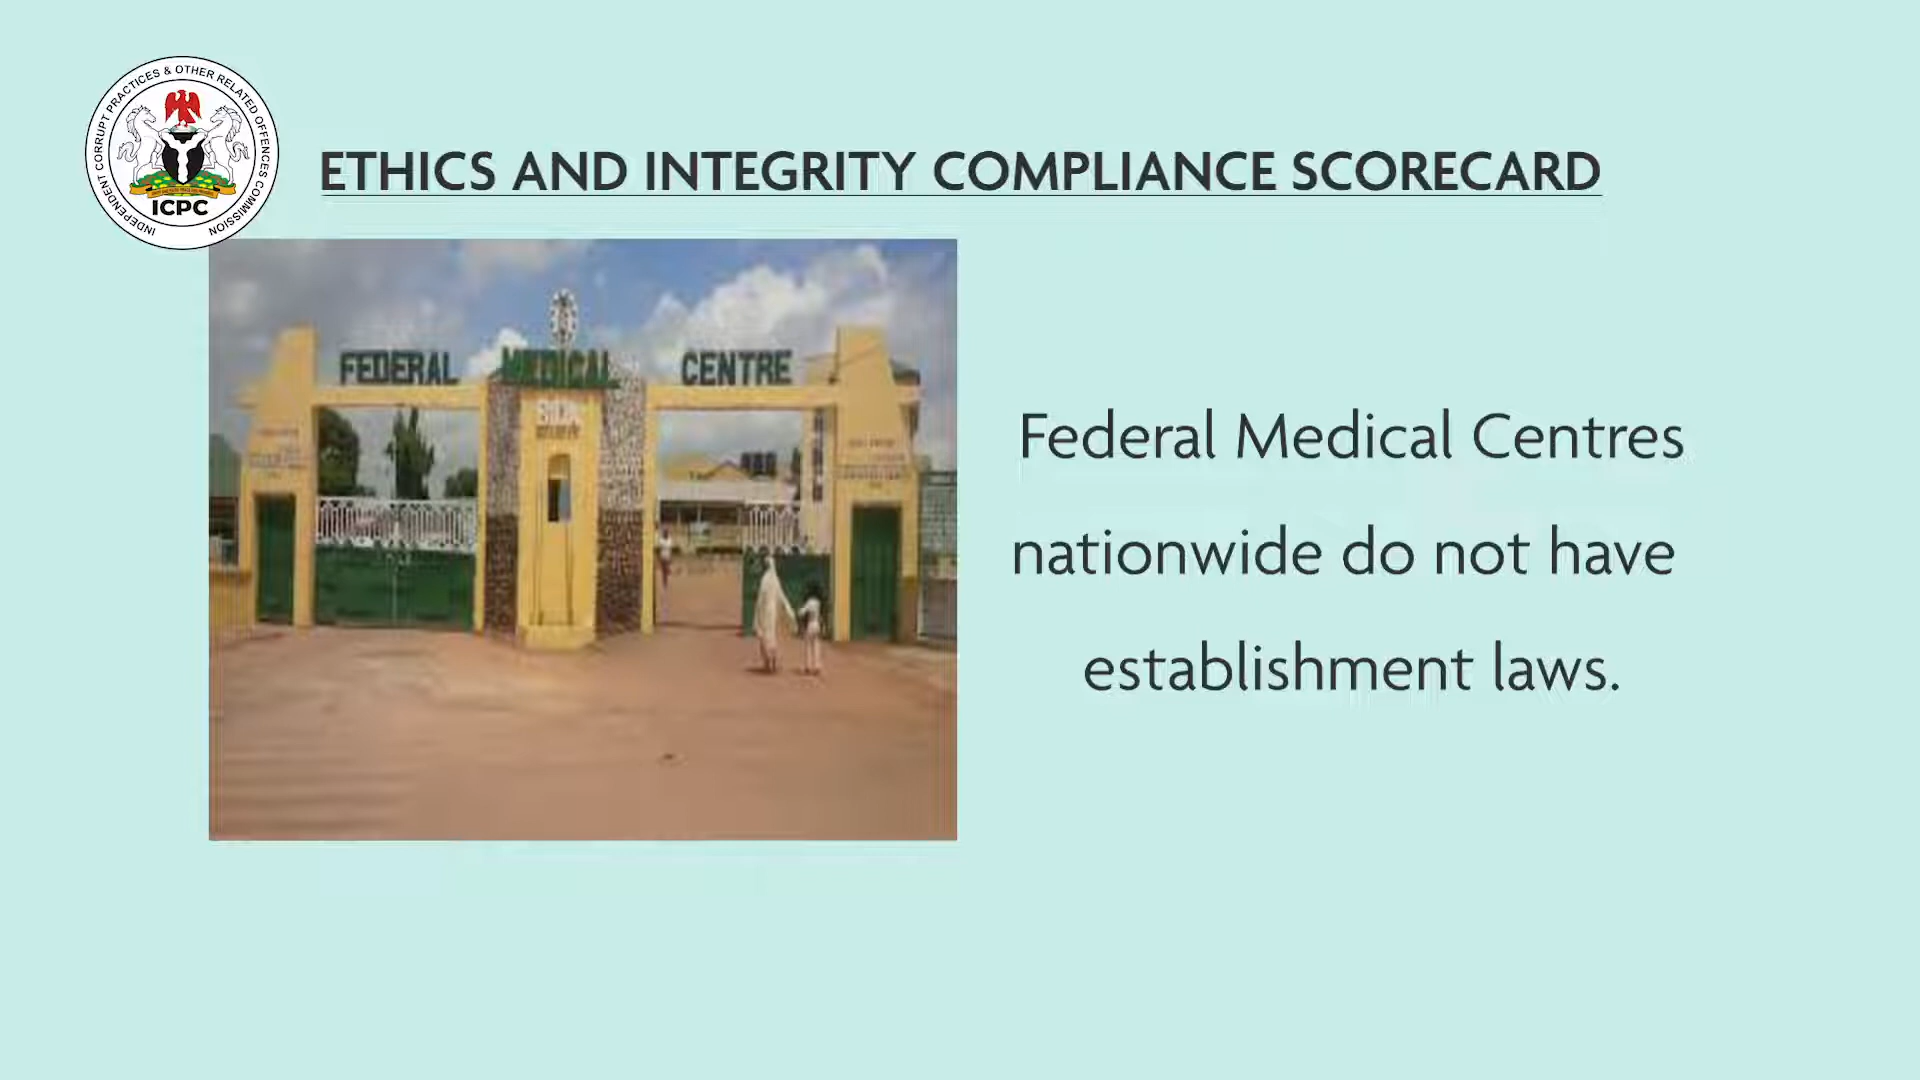 INDEPENDENT CORRUPT PRACTICES & OTHER RELATED OFFENCES COMMISSION
ICPC
ETHICS AND INTEGRITY COMPLIANCE SCORECARD
FEDERAL MEDICAL CENTRE
Federal Medical Centres
nationwide do not have
establishment laws.